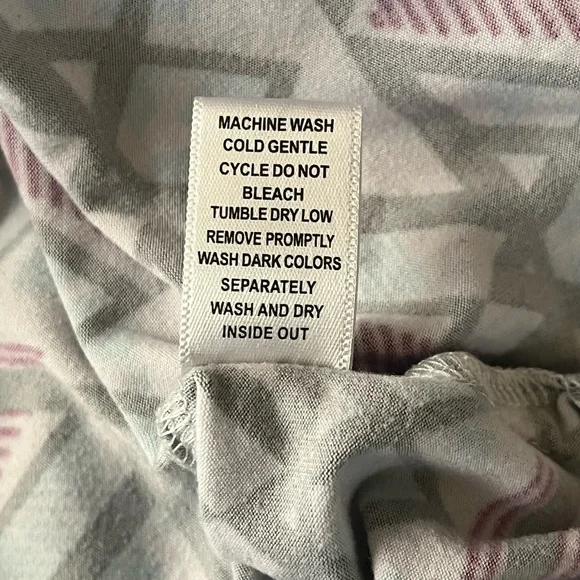 MACHINE WASH
COLD GENTLE
CYCLE DO NOT
BLEACH
TUMBLE DRY LOW
REMOVE PROMPTLY
WASH DARK COLORS
SEPARATELY
WASH AND DRY
INSIDE OUT